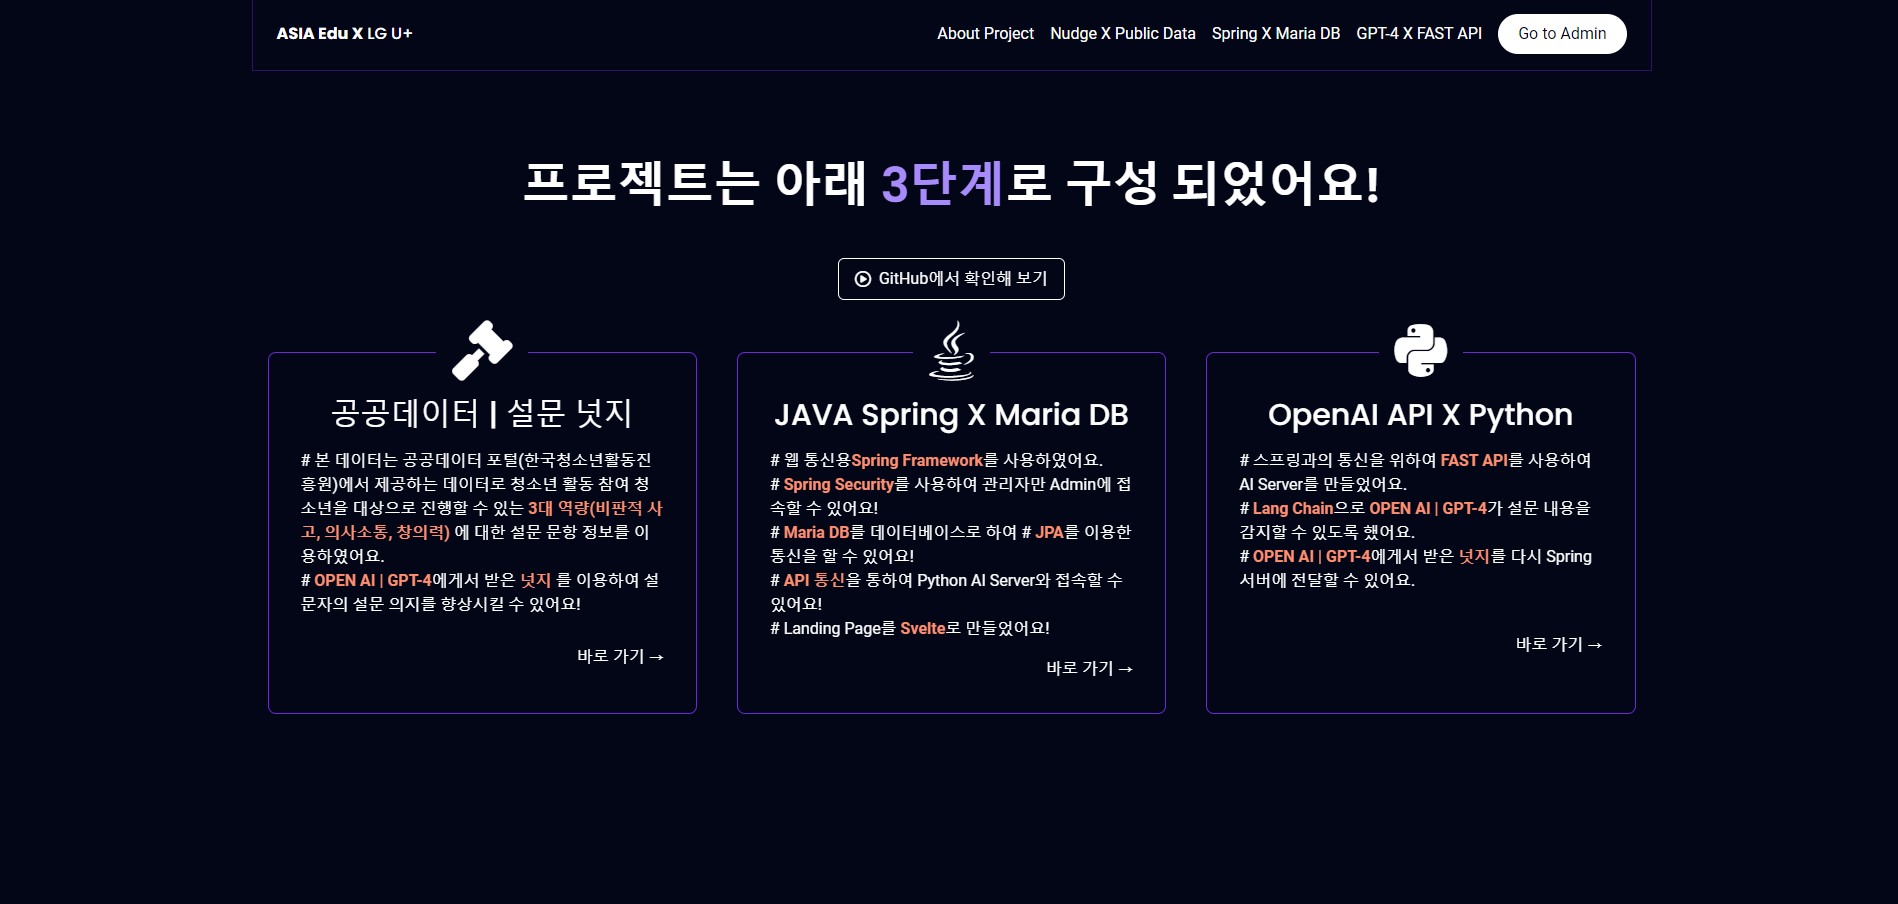 ASIA Edu X LG U+
About Project Nudge X Public Data Spring X Maria DB GPT-4 X FAST API Go to Admin
프로젝트는 아래 3단계로 구성 되었어요!
GitHub에서 확인해 보기
공공데이터 | 설문 넛지
# 본 데이터는 공공데이터 포털(한국청소년활동진
흥원)에서 제공하는 데이터로 청소년 활동 참여 청
소년을 대상으로 진행할 수 있는 3대 역량(비판적 사
고, 의사소통, 창의력) 에 대한 설문 문항 정보를 이
용하였어요.
# OPEN AI | GPT-4에게서 받은 넛지 를 이용하여 설
문자의 설문 의지를 향상시킬 수 있어요!
바로 가기 →
JAVA Spring X Maria DB
# 웹 통신용Spring Framework를 사용하였어요.
# Spring Security를 사용하여 관리자만 Admin에 접
속할 수 있어요!
# Maria DB를 데이터베이스로 하여 # JPA를 이용한
통신을 할 수 있어요!
# API 통신을 통하여 Python AI Server와 접속할 수
있어요!
# Landing Page를 Svelte로 만들었어요!
바로 가기 →
OpenAI API X Python
# 스프링과의 통신을 위하여 FAST API를 사용하여
AI Server를 만들었어요.
# Lang Chain으로 OPEN AI | GPT-4가 설문 내용을
감지할 수 있도록 했어요.
# OPEN AI | GPT-4에게서 받은 넛지를 다시 Spring
서버에 전달할 수 있어요.
바로 가기 →